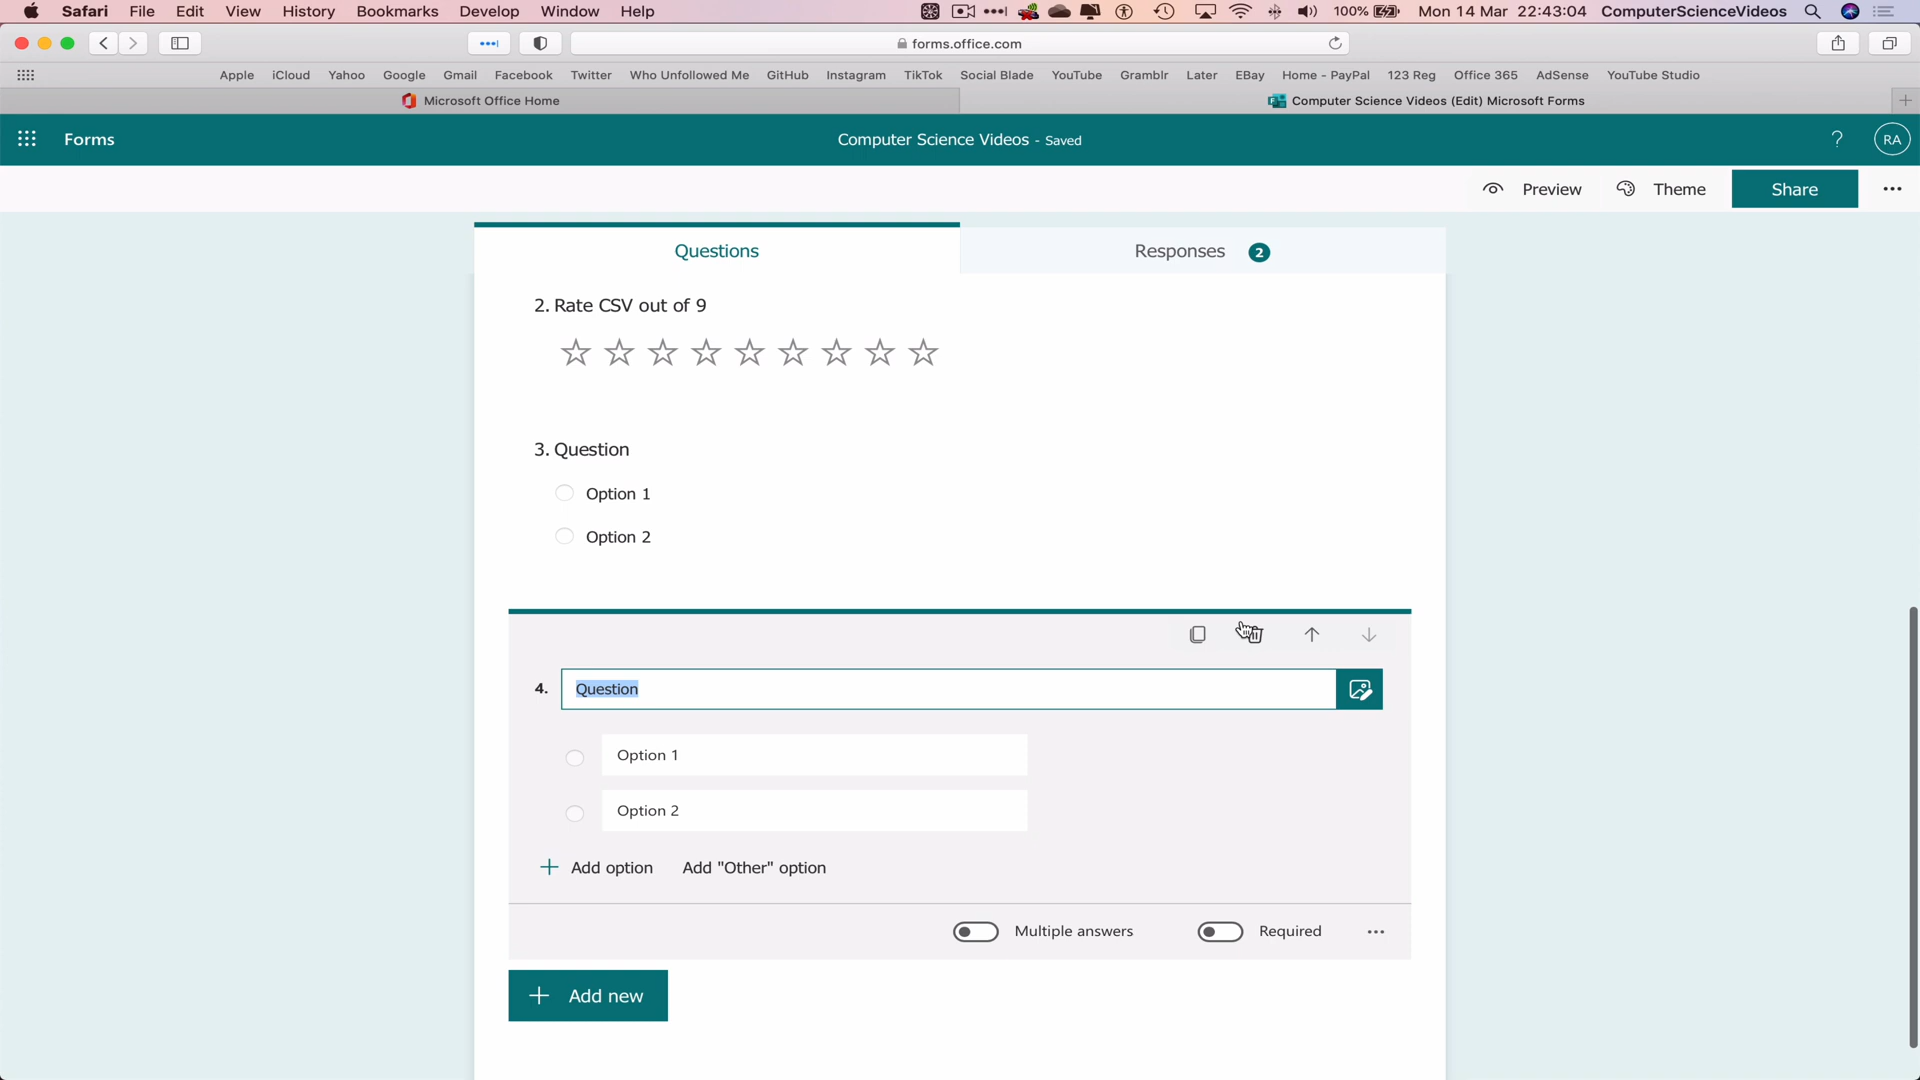 Safari File Edit View History Bookmarks Develop Window Help 100% Mon 14 Mar 22:43:04 ComputerScienceVideos
forms.office.com
Apple iCloud Yahoo Google Gmail Facebook Twitter Who Unfollowed Me GitHub Instagram TikTok Social Blade YouTube Gramblr Later EBay Home - PayPal 123 Reg Office 365 AdSense YouTube Studio
Microsoft Office Home Computer Science Videos (Edit) Microsoft Forms
Forms Computer Science Videos - Saved ? RA
Preview Theme Share
Questions Responses 2
2. Rate CSV out of 9
3. Question
Option 1
Option 2
4. Question
Option 1
Option 2
Add option Add "Other" option
Multiple answers Required
Add new